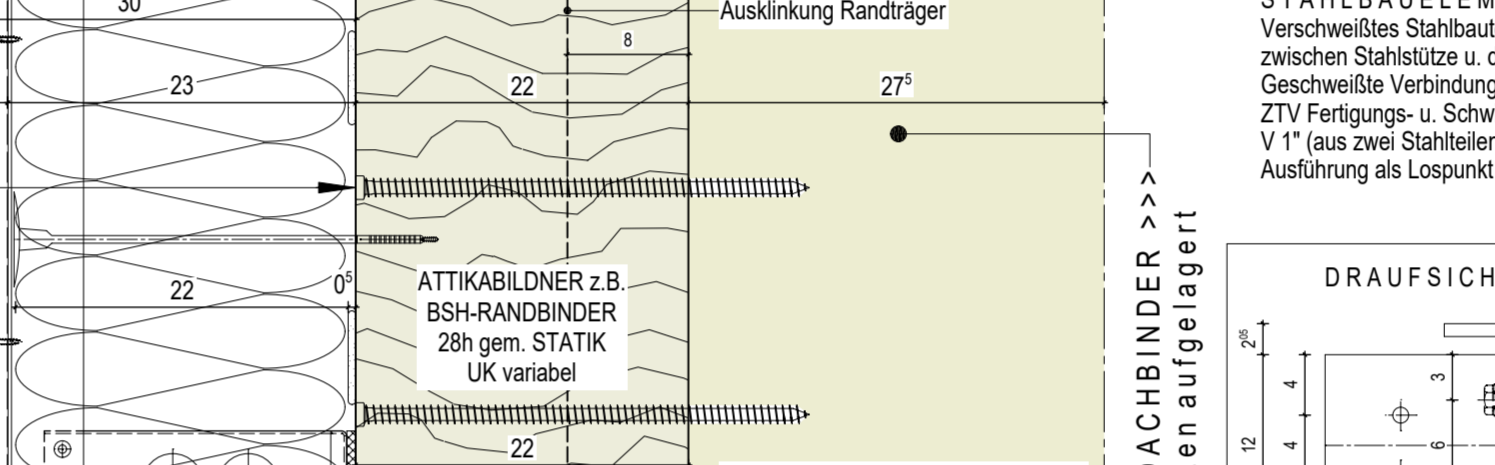 30
Ausklinkung Randträger
8
23
22
27⁵
22
0⁵
ATTIKABILDNER z.B.
BSH-RANDBINDER
28h gem. STATIK
UK variabel
22
DACHBINDER >>>
en aufgelagert
STAHLBAUELEM
Verschweißtes Stahlbaut
zwischen Stahlstütze u. d
Geschweißte Verbindung
ZTV Fertigungs- u. Schw
V 1" (aus zwei Stahlteilen
Ausführung als Lospunkt
DRAUFSICH
2⁰⁵
4
3
12
4
6